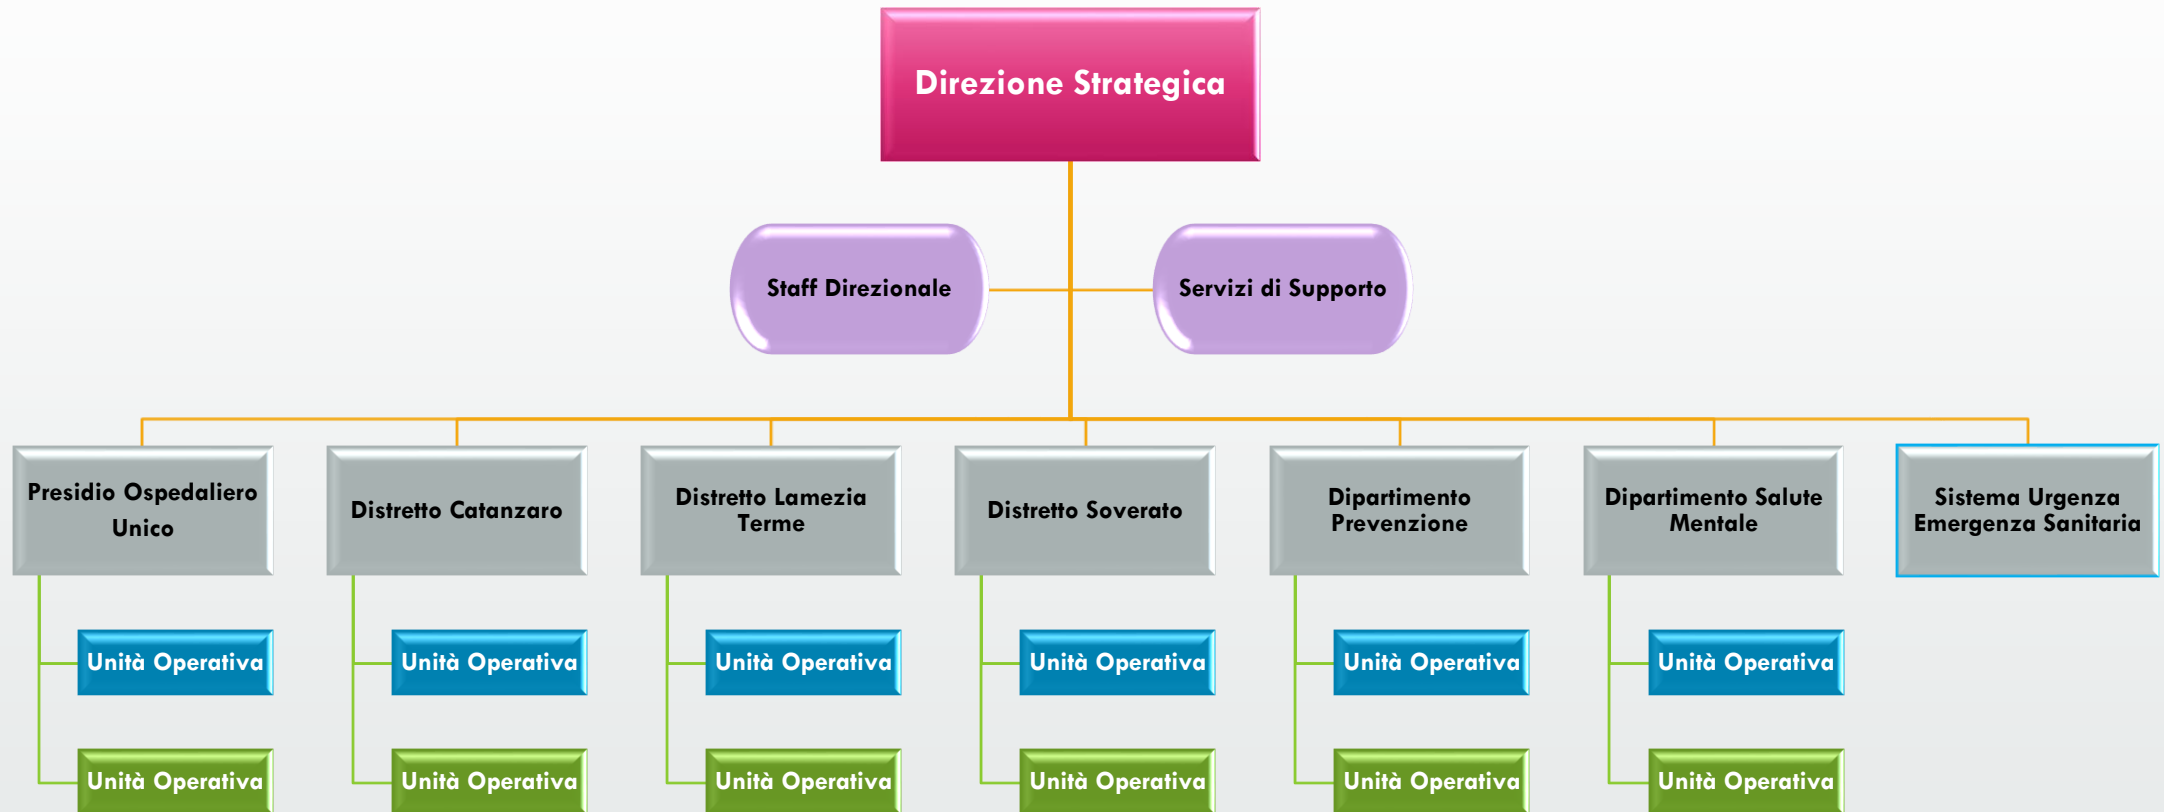 Direzione Strategica
Staff Direzionale
Servizi di Supporto
Presidio Ospedaliero
Unico
Distretto Catanzaro
Distretto Lamezia
Terme
Distretto Soverato
Dipartimento
Prevenzione
Dipartimento Salute
Mentale
Sistema Urgenza
Emergenza Sanitaria
Unità Operativa
Unità Operativa
Unità Operativa
Unità Operativa
Unità Operativa
Unità Operativa
Unità Operativa
Unità Operativa
Unità Operativa
Unità Operativa
Unità Operativa
Unità Operativa